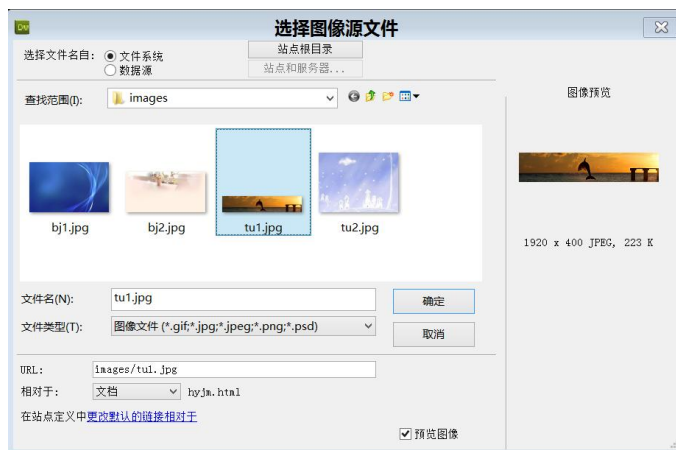 Dw
选择图像源文件
选择文件名自: 文件系统 站点根目录
数据源 站点和服务器...
查找范围(I): images
图像预览
bj1.jpg bj2.jpg tu1.jpg tu2.jpg
1920 x 400 JPEG, 223 K
文件名(N): tu1.jpg 确定
文件类型(T): 图像文件 (*.gif;*.jpg;*.jpeg;*.png;*.psd) 取消
URL: images/tu1.jpg
相对于: 文档 hyjm.html
在站点定义中更改默认的链接相对于
预览图像